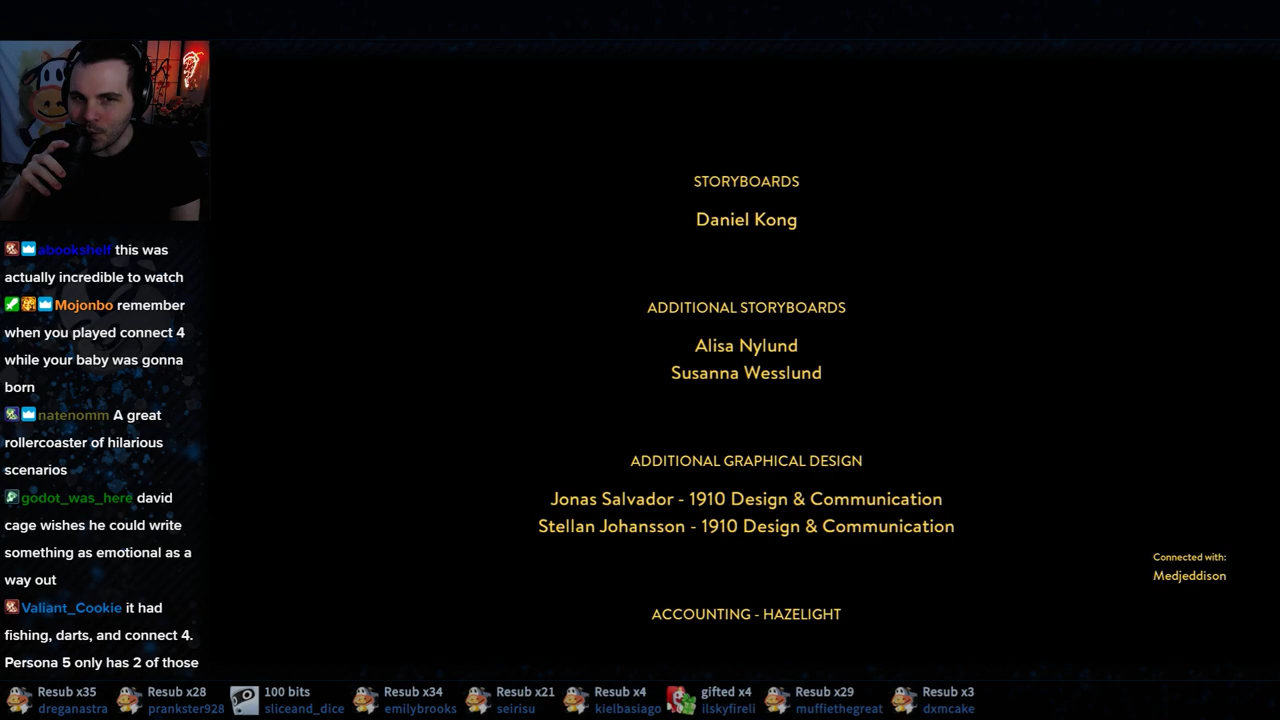 STORYBOARDS
Daniel Kong
ADDITIONAL STORYBOARDS
Alisa Nylund
Susanna Wesslund
ADDITIONAL GRAPHICAL DESIGN
Jonas Salvador - 1910 Design & Communication
Stellan Johansson - 1910 Design & Communication
Connected with:
Medjeddison
ACCOUNTING - HAZELIGHT
abookshelf this was
actually incredible to watch
Mojonbo remember
when you played connect 4
while your baby was gonna
born
natenomm A great
rollercoaster of hilarious
scenarios
godot_was_here david
cage wishes he could write
something as emotional as a
way out
Valiant_Cookie it had
fishing, darts, and connect 4.
Persona 5 only has 2 of those
Resub x35
dreganastra
Resub x28
prankster928
100 bits
sliceand_dice
Resub x34
emilybrooks
Resub x21
seirisu
Resub x4
kielbasiago
gifted x4
ilskyfireli
Resub x29
muffiethegreat
Resub x3
dxmcake